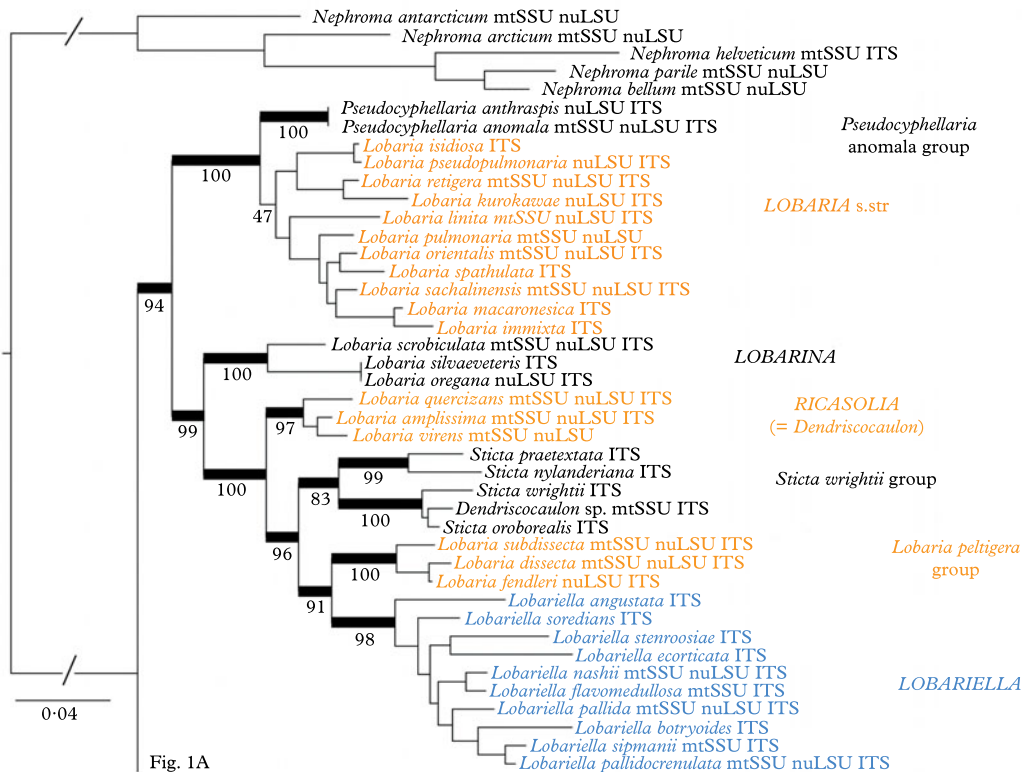 Nephroma antarcticum mtSSU nuLSU
Nephroma arcticum mtSSU nuLSU
Nephroma helveticum mtSSU ITS
Nephroma parile mtSSU nuLSU
Nephroma bellum mtSSU nuLSU
Pseudocyphellaria anthraspis nuLSU ITS
100
Pseudocyphellaria anomala mtSSU nuLSU ITS
Pseudocyphellaria
anomala group
Lobaria isidiosa ITS
Lobaria pseudopulmonaria nuLSU ITS
100
Lobaria retigera mtSSU nuLSU ITS
Lobaria kurokawae nuLSU ITS
LOBARIA s.str
47
Lobaria linita mtSSU nuLSU ITS
Lobaria pulmonaria mtSSU nuLSU
Lobaria orientalis mtSSU nuLSU ITS
Lobaria spathulata ITS
Lobaria sachalinensis mtSSU nuLSU ITS
94
Lobaria macaronesica ITS
Lobaria immixta ITS
Lobaria scrobiculata mtSSU nuLSU ITS
LOBARINA
Lobaria silvaeveteris ITS
100
Lobaria oregana nuLSU ITS
Lobaria quercizans mtSSU nuLSU ITS
RICASOLIA
(= Dendriscocaulon)
Lobaria amplissima mtSSU nuLSU ITS
99
97
Lobaria virens mtSSU nuLSU
Sticta praetextata ITS
99
Sticta nylanderiana ITS
Sticta wrightii group
100
83
Sticta wrightii ITS
Dendriscocaulon sp. mtSSU ITS
100
Sticta oroborealis ITS
Lobaria subdissecta mtSSU nuLSU ITS
Lobaria peltigera
group
96
Lobaria dissecta mtSSU nuLSU ITS
100
Lobaria fendleri nuLSU ITS
91
Lobariella angustata ITS
Lobariella soredians ITS
98
Lobariella stenroosiae ITS
Lobariella ecorticata ITS
Lobariella nashii mtSSU nuLSU ITS
LOBARIELLA
Lobariella flavomedullosa mtSSU ITS
Lobariella pallida mtSSU nuLSU ITS
0·04
Lobariella botryoides ITS
Lobariella sipmanii mtSSU ITS
Lobariella pallidocrenulata mtSSU nuLSU ITS
Fig. 1A